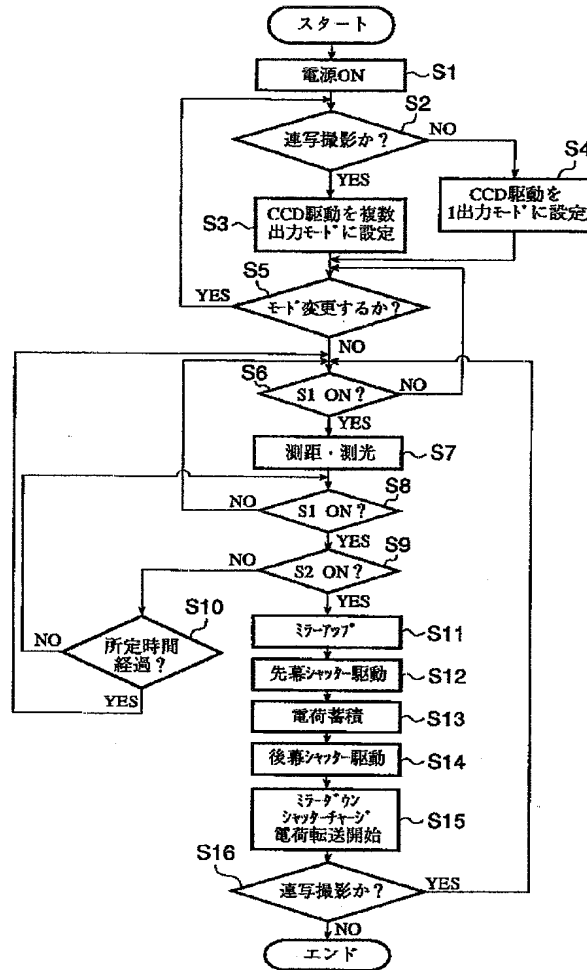 スタート
電源ON
S1
S2
連写撮影か?
NO
S4
YES
CCD駆動を
1出力モードに設定
S3
CCD駆動を複数
出力モードに設定
S5
YES
モード変更するか?
NO
S6
S1 ON?
NO
YES
測距・測光
S7
S8
NO
S1 ON?
YES
S9
NO
S2 ON?
YES
S10
NO
所定時間
経過?
YES
ミラーアップ
S11
先幕シャッター駆動
S12
電荷蓄積
S13
後幕シャッター駆動
S14
ミラーダウン
シャッターチャージ
電荷転送開始
S15
S16
連写撮影か?
YES
NO
エンド